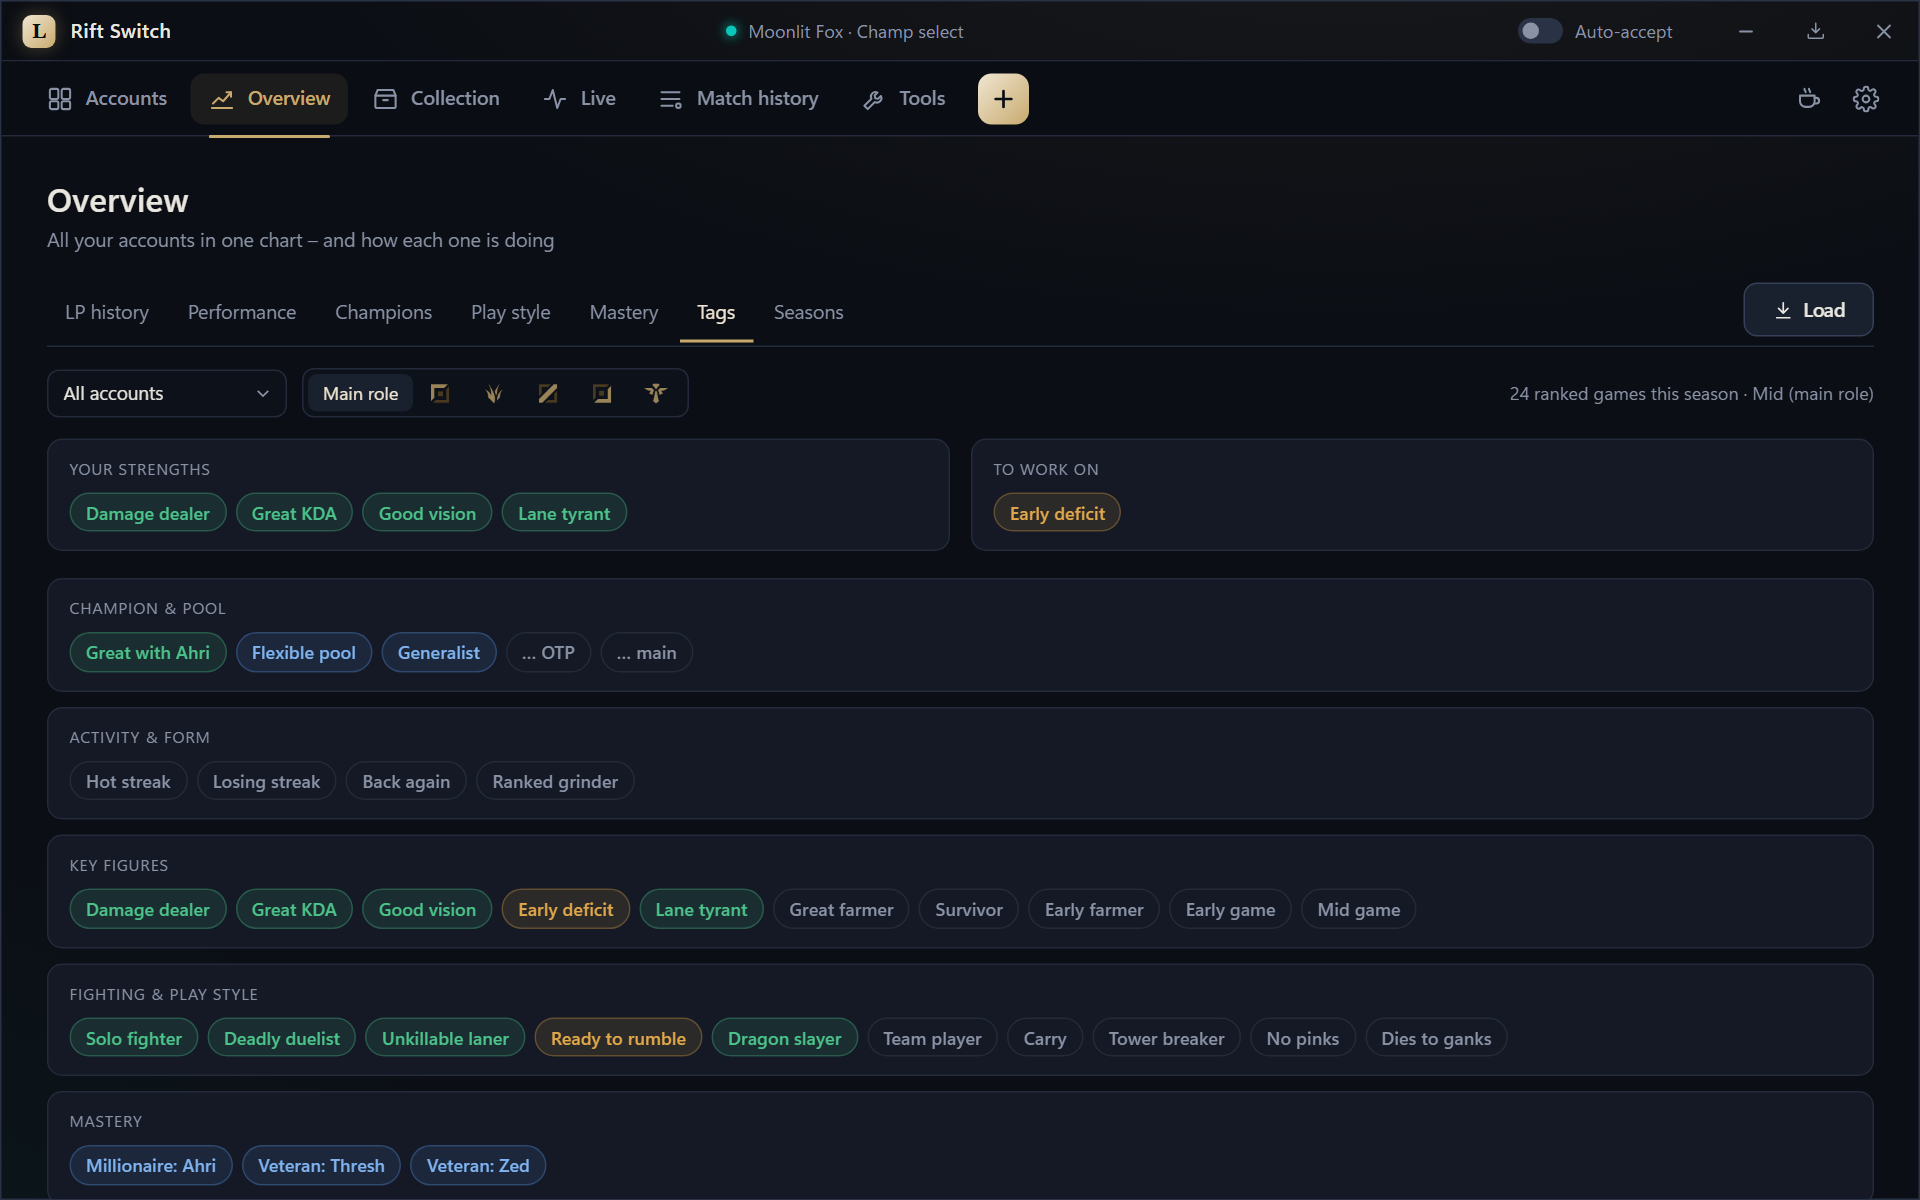 L Rift Switch
Moonlit Fox · Champ select
Auto-accept
Accounts
Overview
Collection
Live
Match history
Tools
Overview
All your accounts in one chart – and how each one is doing
LP history
Performance
Champions
Play style
Mastery
Tags
Seasons
Load
All accounts
Main role
24 ranked games this season · Mid (main role)
YOUR STRENGTHS
Damage dealer Great KDA Good vision Lane tyrant
TO WORK ON
Early deficit
CHAMPION & POOL
Great with Ahri Flexible pool Generalist ... OTP ... main
ACTIVITY & FORM
Hot streak Losing streak Back again Ranked grinder
KEY FIGURES
Damage dealer Great KDA Good vision Early deficit Lane tyrant Great farmer Survivor Early farmer Early game Mid game
FIGHTING & PLAY STYLE
Solo fighter Deadly duelist Unkillable laner Ready to rumble Dragon slayer Team player Carry Tower breaker No pinks Dies to ganks
MASTERY
Millionaire: Ahri Veteran: Thresh Veteran: Zed